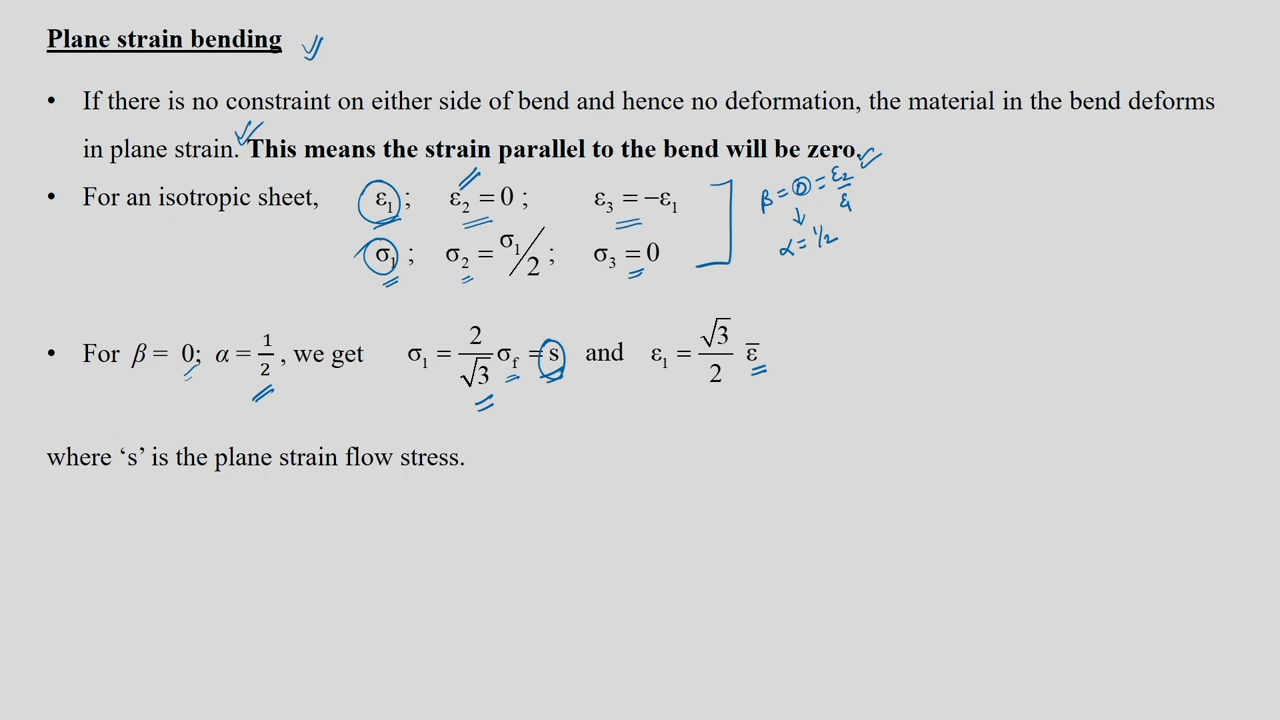 Plane strain bending
• If there is no constraint on either side of bend and hence no deformation, the material in the bend deforms
in plane strain. This means the strain parallel to the bend will be zero.
• For an isotropic sheet, ε₁ ; ε₂ = 0 ; ε₃ = −ε₁
σ₁ ; σ₂ = σ₁/2 ; σ₃ = 0
β = 0 = ε₂/ε₁
↓
α = 1/2
• For β = 0; α = 1/2, we get σ₁ = 2/√3 σf = s and ε₁ = √3/2 ε̅
where ‘s’ is the plane strain flow stress.